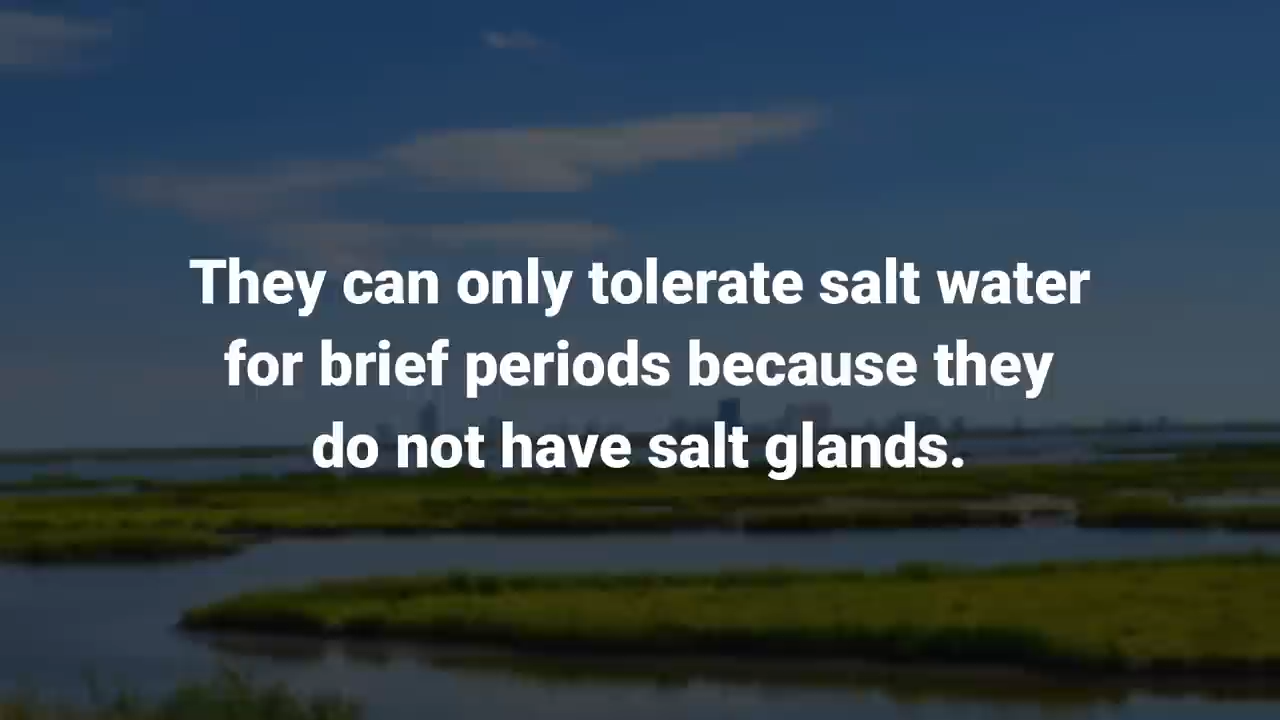 They can only tolerate salt water
for brief periods because they
do not have salt glands.